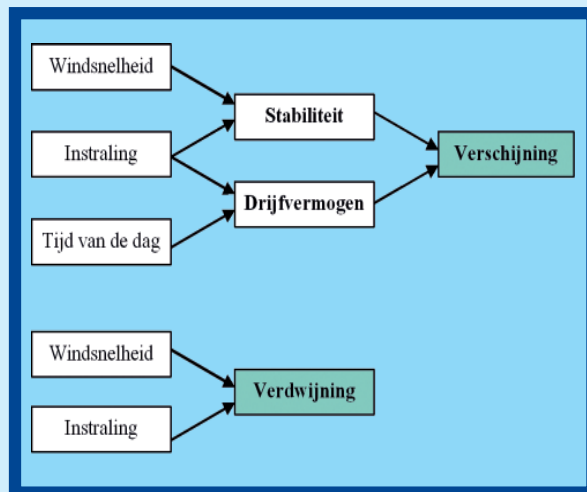 Windsnelheid
Stabiliteit
Instraling
Verschijning
Drijfvermogen
Tijd van de dag
Windsnelheid
Verdwijning
Instraling